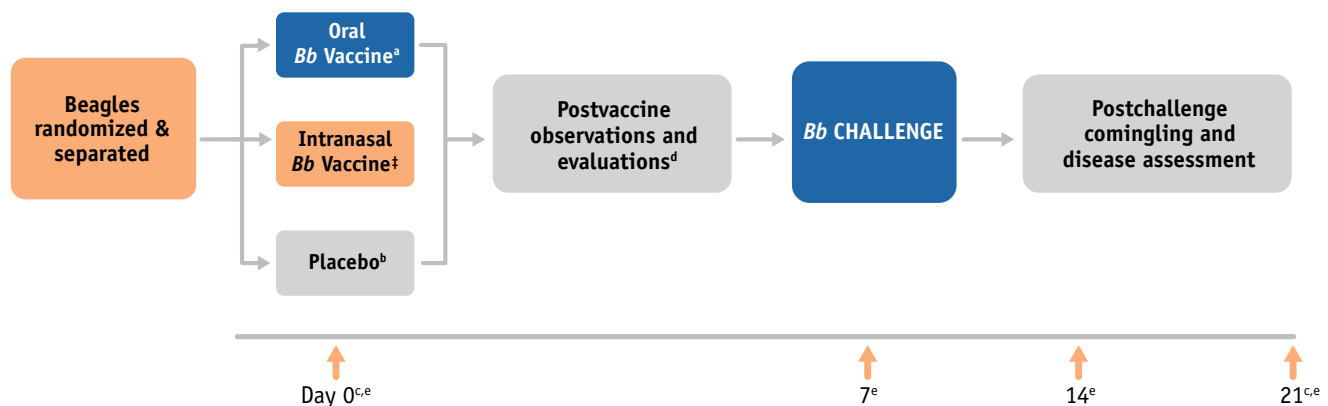 Beagles
randomized &
separated
Oral
Bb Vaccineᵃ
Intranasal
Bb Vaccine‡
Placeboᵇ
Postvaccine
observations and
evaluationsᵈ
Bb CHALLENGE
Postchallenge
comingling and
disease assessment
Day 0ᶜ,ᵉ
7ᵉ
14ᵉ
21ᶜ,ᵉ